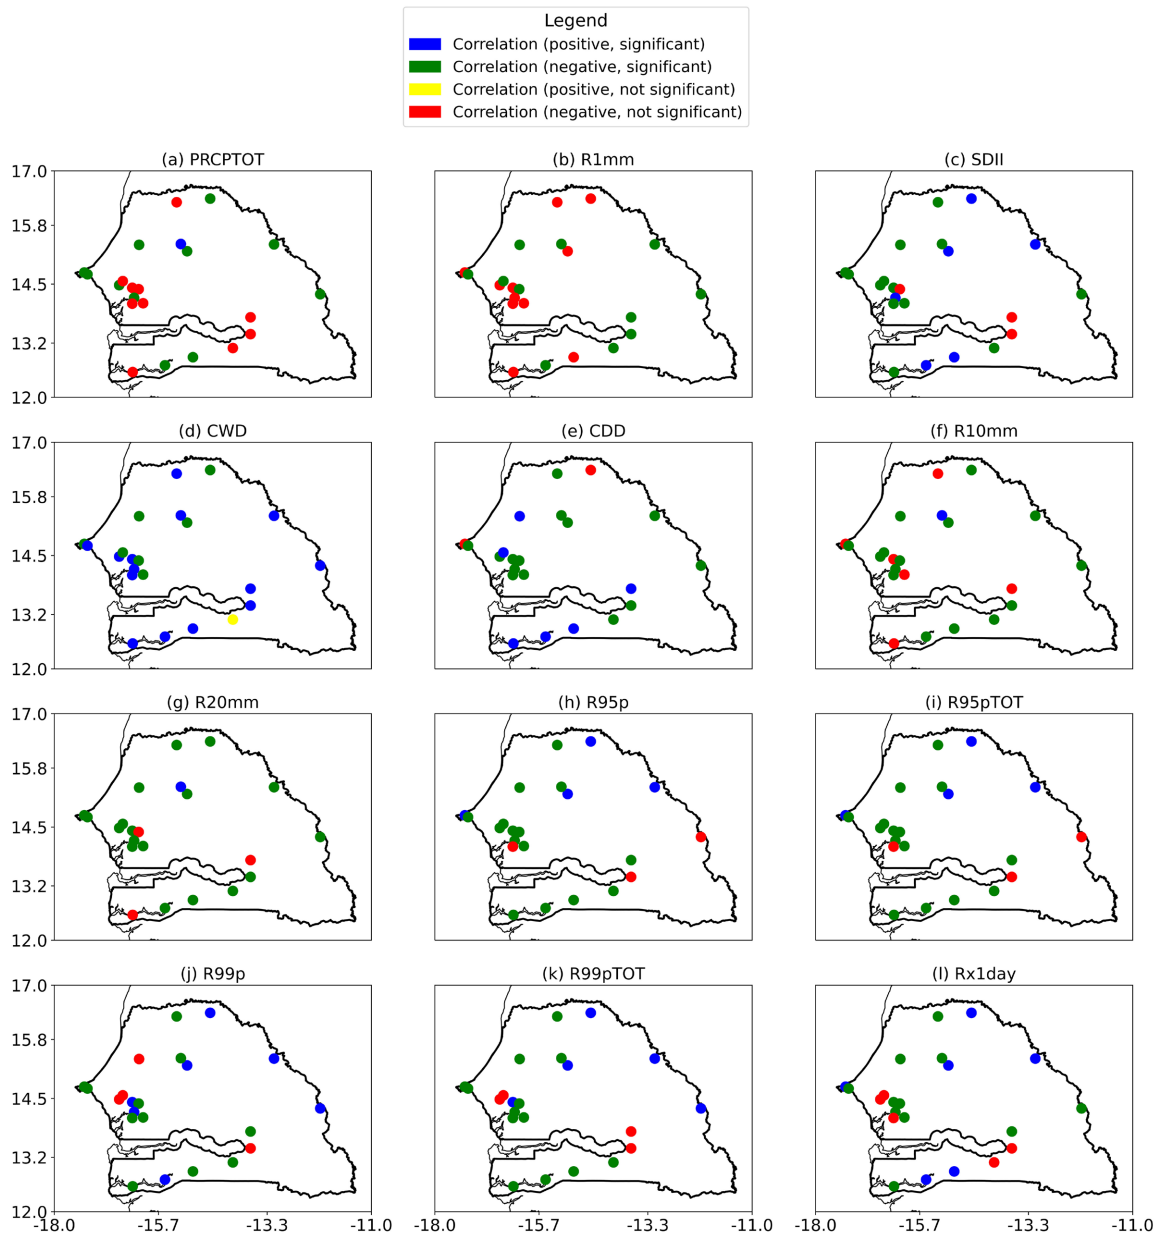 Legend
Correlation (positive, significant)
Correlation (negative, significant)
Correlation (positive, not significant)
Correlation (negative, not significant)
(a) PRCPTOT
(b) R1mm
(c) SDII
17.0
15.8
14.5
13.2
12.0
(d) CWD
(e) CDD
(f) R10mm
17.0
15.8
14.5
13.2
12.0
(g) R20mm
(h) R95p
(i) R95pTOT
17.0
15.8
14.5
13.2
12.0
(j) R99p
(k) R99pTOT
(l) Rx1day
17.0
15.8
14.5
13.2
12.0
-18.0 -15.7 -13.3 -11.0
-18.0 -15.7 -13.3 -11.0
-18.0 -15.7 -13.3 -11.0